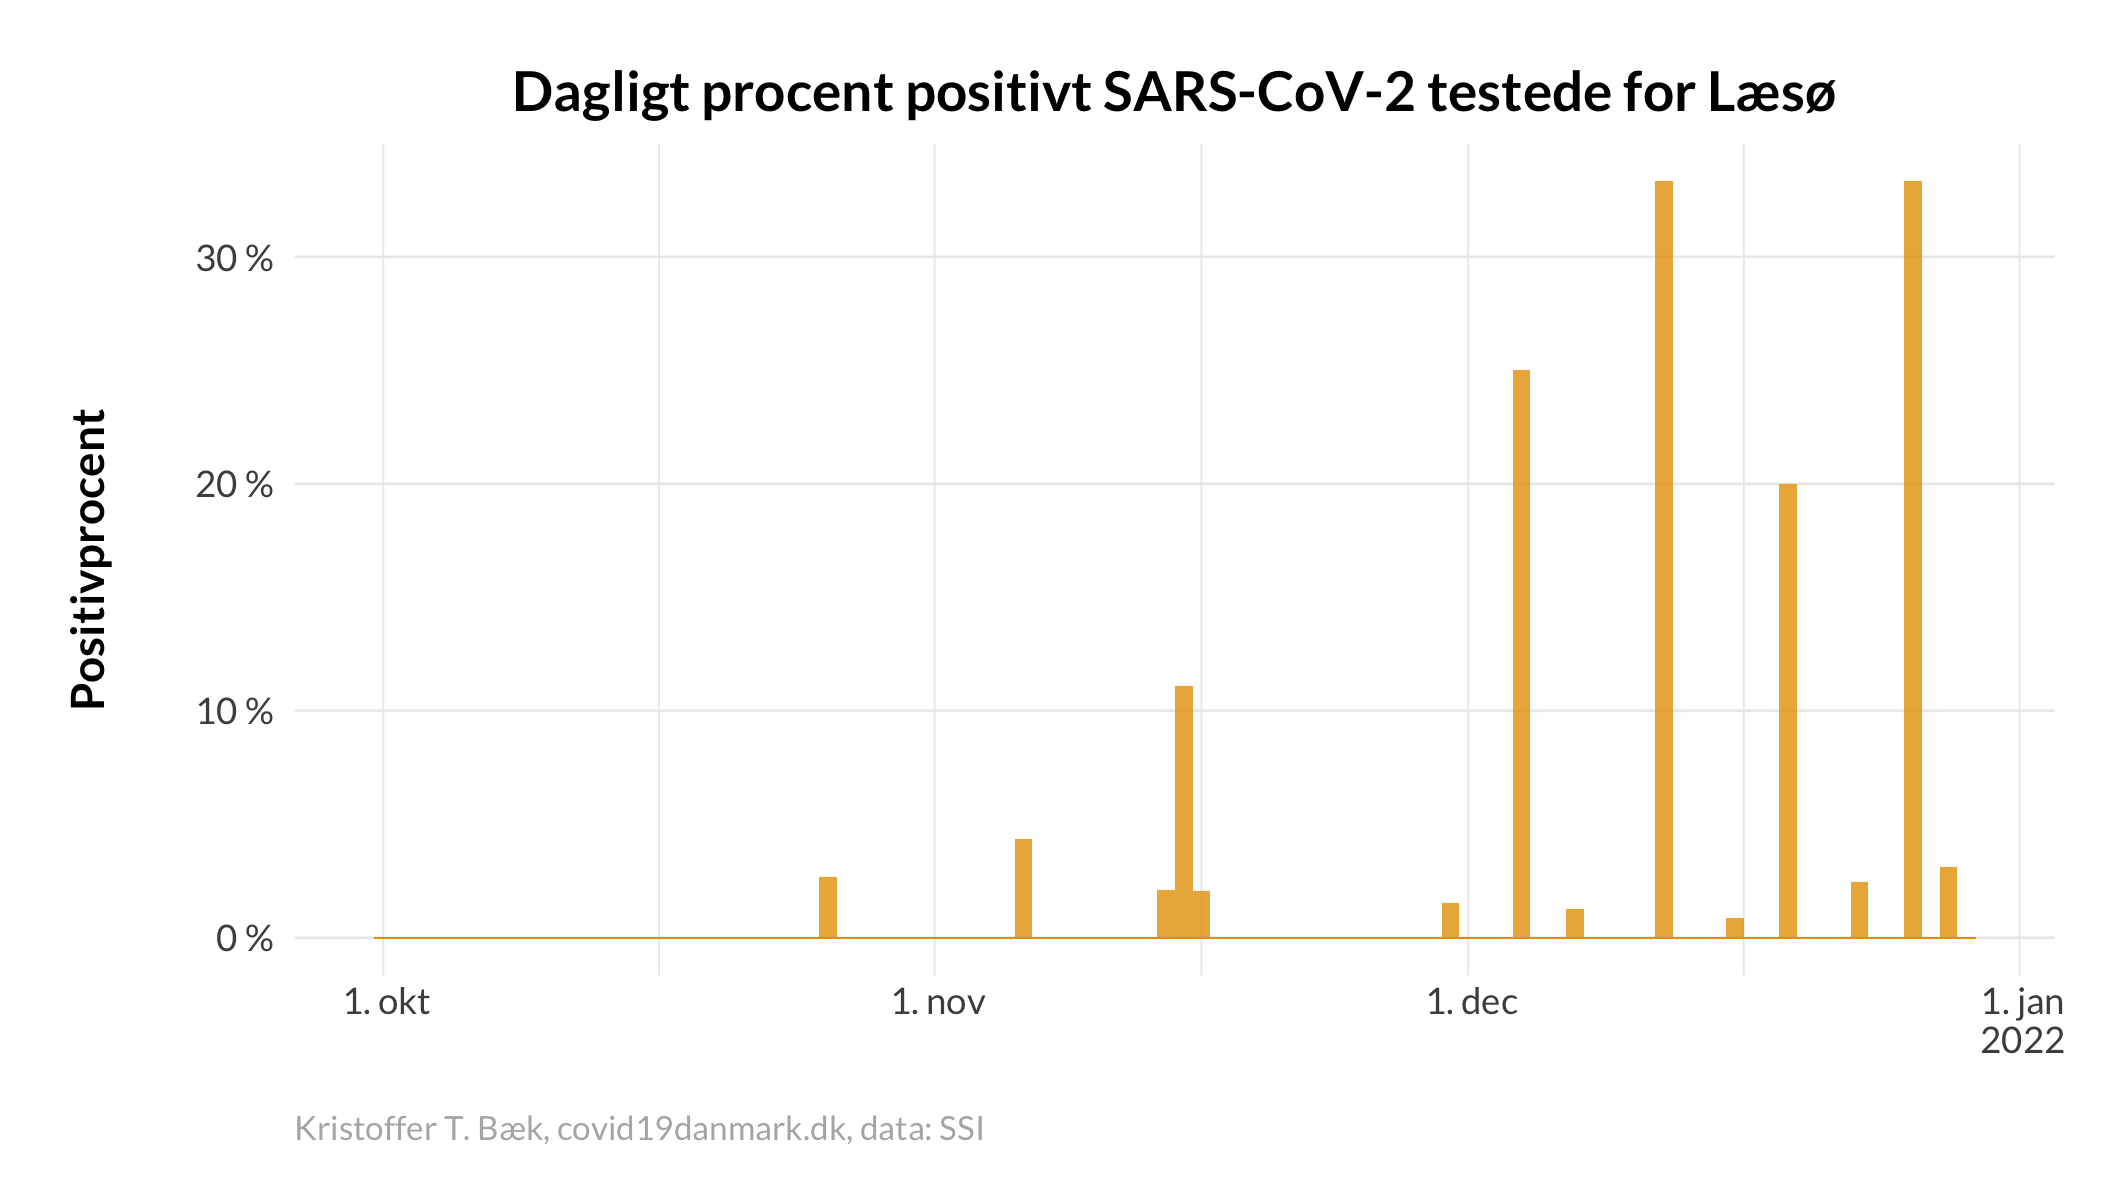 Dagligt procent positivt SARS-CoV-2 testede for Læsø
Positivprocent
30 %
20 %
10 %
0 %
1. okt
1. nov
1. dec
1. jan
2022
Kristoffer T. Bæk, covid19danmark.dk, data: SSI